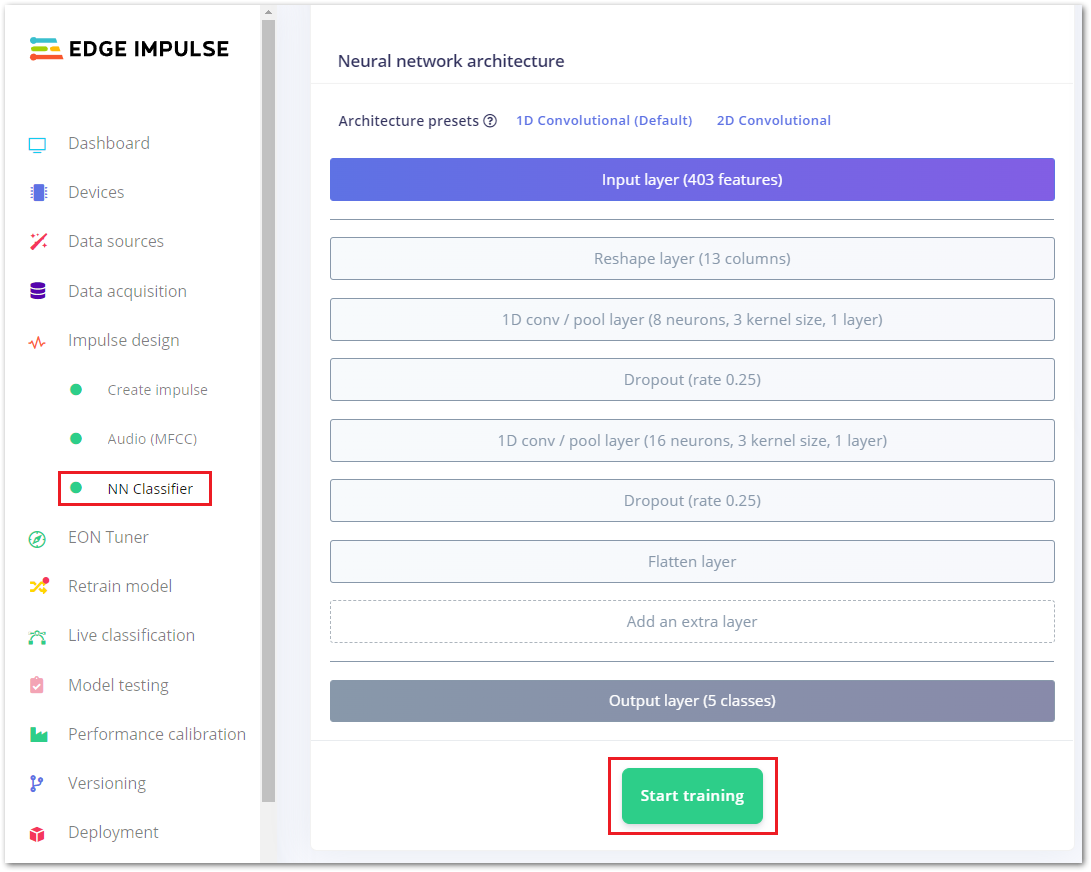 EDGE IMPULSE
Dashboard
Devices
Data sources
Data acquisition
Impulse design
Create impulse
Audio (MFCC)
NN Classifier
EON Tuner
Retrain model
Live classification
Model testing
Performance calibration
Versioning
Deployment
Neural network architecture
Architecture presets ? 1D Convolutional (Default) 2D Convolutional
Input layer (403 features)
Reshape layer (13 columns)
1D conv / pool layer (8 neurons, 3 kernel size, 1 layer)
Dropout (rate 0.25)
1D conv / pool layer (16 neurons, 3 kernel size, 1 layer)
Dropout (rate 0.25)
Flatten layer
Add an extra layer
Output layer (5 classes)
Start training